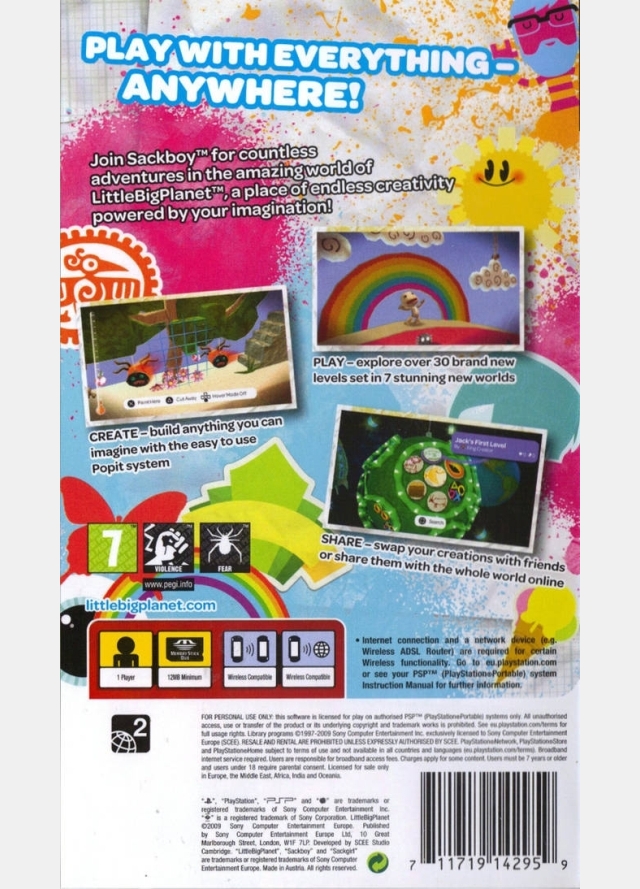 PLAY WITH EVERYTHING –
ANYWHERE!
Join Sackboy™ for countless
adventures in the amazing world of
LittleBigPlanet™, a place of endless creativity
powered by your imagination!
PLAY – explore over 30 brand new
levels set in 7 stunning new worlds
Cut Away
Hover Mode Off
CREATE – build anything you can
imagine with the easy to use
Popit system
Jack's First Level
Search
SHARE – swap your creations with friends
or share them with the whole world online
7
VIOLENCE
FEAR
www.pegi.info
littlebigplanet.com
1 Player
MEMORY STICK
DUO
12MB Minimum
Wireless Compatible
Wireless Compatible
• Internet connection and a network device (e.g.
Wireless ADSL Router) are required for certain
Wireless functionality. Go to eu.playstation.com
or see your PSP™ (PlayStation®Portable) system
Instruction Manual for further information.
2
FOR PERSONAL USE ONLY: this software is licensed for play on authorised PSP™ (PlayStation®Portable) systems only. All unauthorised
access, use or transfer of the product or its underlying copyright and trademark works is prohibited. See eu.playstation.com/terms for
full usage rights. Library programs ©1997-2009 Sony Computer Entertainment Inc. exclusively licensed to Sony Computer Entertainment
Europe (SCEE). RESALE AND RENTAL ARE PROHIBITED UNLESS EXPRESSLY AUTHORISED BY SCEE. PlayStation®Network, PlayStation®Store
and PlayStation®Home subject to terms of use and not available in all countries and languages (eu.playstation.com/terms). Broadband
internet service required. Users are responsible for broadband access fees. Charges apply for some content. Users must be 7 years or older
and users under 18 require parental consent. Licensed for sale only
in Europe, the Middle East, Africa, India and Oceania.
"PlayStation", "PSP" and are trademarks or
registered trademarks of Sony Computer Entertainment Inc.
is a registered trademark of Sony Corporation. LittleBigPlanet
©2009 Sony Computer Entertainment Europe. Published
by Sony Computer Entertainment Europe Ltd, 10 Great
Marlborough Street, London, W1F 7LP. Developed by SCEE Studio
Cambridge. "LittleBigPlanet", "Sackboy" and "Sackgirl"
are trademarks or registered trademarks of Sony Computer
Entertainment Europe. Made in Austria. All rights reserved.
7 11719 14295 9